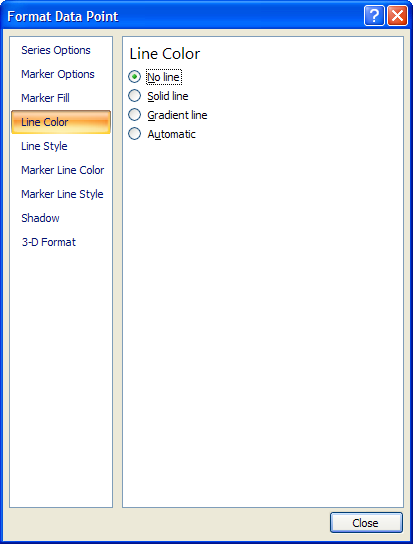 Format Data Point
Series Options
Marker Options
Marker Fill
Line Color
Line Style
Marker Line Color
Marker Line Style
Shadow
3-D Format
Line Color
No line
Solid line
Gradient line
Automatic
Close